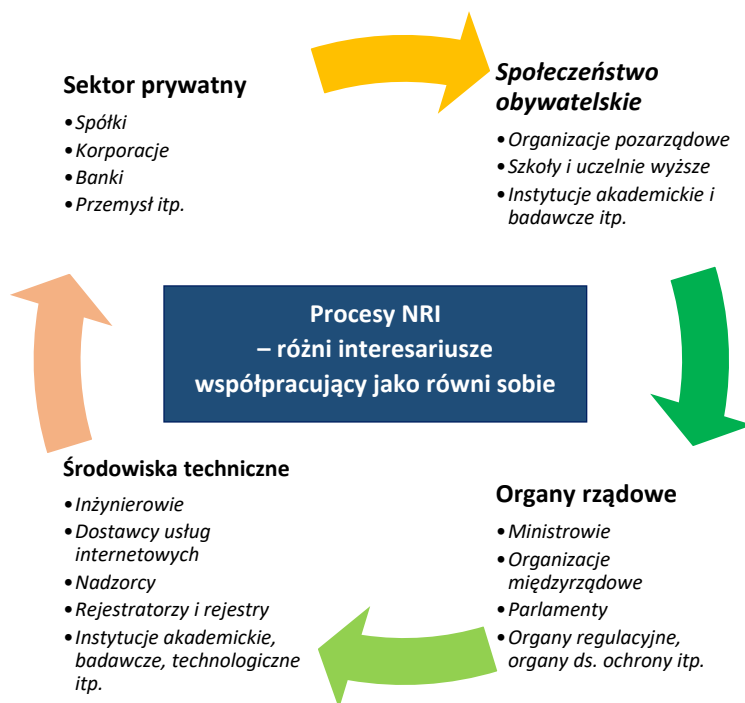 Sektor prywatny
•Spółki
•Korporacje
•Banki
•Przemysł itp.
Społeczeństwo
obywatelskie
•Organizacje pozarządowe
•Szkoły i uczelnie wyższe
•Instytucje akademickie i
badawcze itp.
Procesy NRI
– różni interesariusze
współpracujący jako równi sobie
Środowiska techniczne
•Inżynierowie
•Dostawcy usług
internetowych
•Nadzorcy
•Rejestratorzy i rejestry
•Instytucje akademickie,
badawcze, technologiczne
itp.
Organy rządowe
•Ministrowie
•Organizacje
międzyrządowe
•Parlamenty
•Organy regulacyjne,
organy ds. ochrony itp.